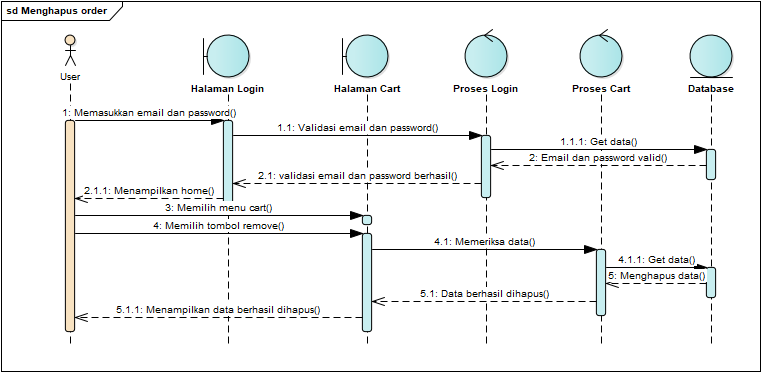 sd Menghapus order
User
Halaman Login
Halaman Cart
Proses Login
Proses Cart
Database
1: Memasukkan email dan password()
1.1: Validasi email dan password()
1.1.1: Get data()
2: Email dan password valid()
2.1: validasi email dan password berhasil()
2.1.1: Menampilkan home()
3: Memilih menu cart()
4: Memilih tombol remove()
4.1: Memeriksa data()
4.1.1: Get data()
5: Menghapus data()
5.1: Data berhasil dihapus()
5.1.1: Menampilkan data berhasil dihapus()